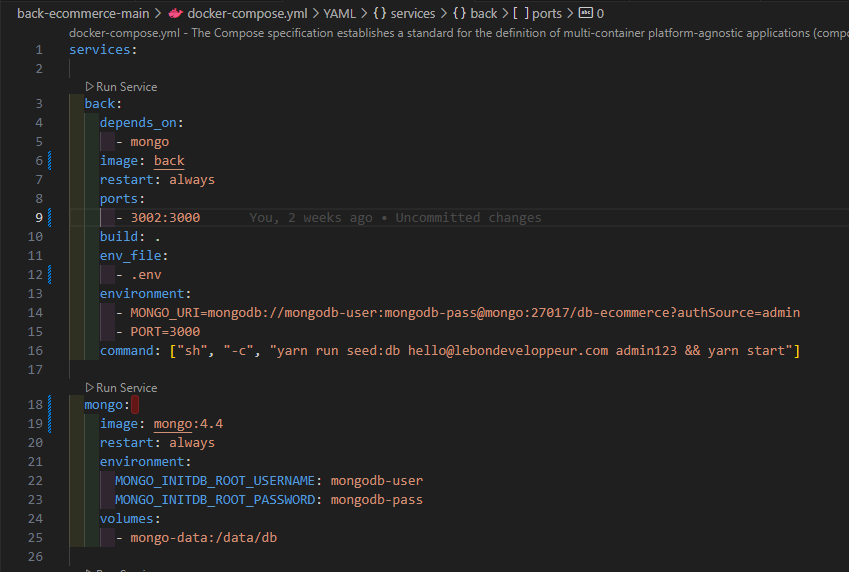 back-ecommerce-main > docker-compose.yml > YAML > {} services > {} back > [ ] ports > abc 0
docker-compose.yml - The Compose specification establishes a standard for the definition of multi-container platform-agnostic applications (compo
1 services:
2
Run Service
3 back:
4 depends_on:
5 - mongo
6 image: back
7 restart: always
8 ports:
9 - 3002:3000 You, 2 weeks ago • Uncommitted changes
10 build: .
11 env_file:
12 - .env
13 environment:
14 - MONGO_URI=mongodb://mongodb-user:mongodb-pass@mongo:27017/db-ecommerce?authSource=admin
15 - PORT=3000
16 command: ["sh", "-c", "yarn run seed:db hello@lebondeveloppeur.com admin123 && yarn start"]
17
Run Service
18 mongo:
19 image: mongo:4.4
20 restart: always
21 environment:
22 MONGO_INITDB_ROOT_USERNAME: mongodb-user
23 MONGO_INITDB_ROOT_PASSWORD: mongodb-pass
24 volumes:
25 - mongo-data:/data/db
26